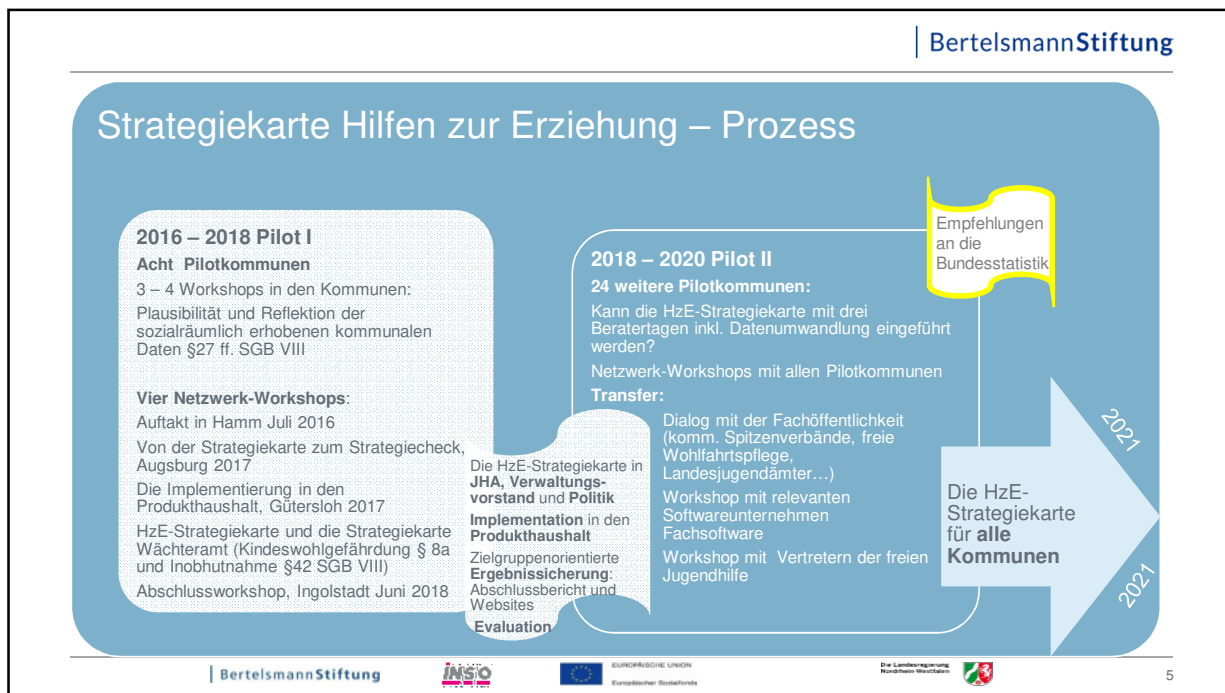 BertelsmannStiftung
Strategiekarte Hilfen zur Erziehung – Prozess
2016 – 2018 Pilot I
Acht Pilotkommunen
3 – 4 Workshops in den Kommunen:
Plausibilität und Reflektion der
sozialräumlich erhobenen kommunalen
Daten §27 ff. SGB VIII
Vier Netzwerk-Workshops:
Auftakt in Hamm Juli 2016
Von der Strategiekarte zum Strategiecheck,
Augsburg 2017
Die Implementierung in den
Produkthaushalt, Gütersloh 2017
HzE-Strategiekarte und die Strategiekarte
Wächteramt (Kindeswohlgefährdung § 8a
und Inobhutnahme §42 SGB VIII)
Abschlussworkshop, Ingolstadt Juni 2018
Die HzE-Strategiekarte in
JHA, Verwaltungs-
vorstand und Politik
Implementation in den
Produkthaushalt
Zielgruppenorientierte
Ergebnissicherung:
Abschlussbericht und
Websites
Evaluation
2018 – 2020 Pilot II
24 weitere Pilotkommunen:
Kann die HzE-Strategiekarte mit drei
Beratertagen inkl. Datenumwandlung eingeführt
werden?
Netzwerk-Workshops mit allen Pilotkommunen
Transfer:
Dialog mit der Fachöffentlichkeit
(komm. Spitzenverbände, freie
Wohlfahrtspflege,
Landesjugendämter…)
Workshop mit relevanten
Softwareunternehmen
Fachsoftware
Workshop mit Vertretern der freien
Jugendhilfe
Empfehlungen
an die
Bundesstatistik
Die HzE-
Strategiekarte
für alle
Kommunen
2021
2021
BertelsmannStiftung
INSO
EUROPÄISCHE UNION
Europäischer Sozialfonds
Die Landesregierung
Nordrhein-Westfalen
5